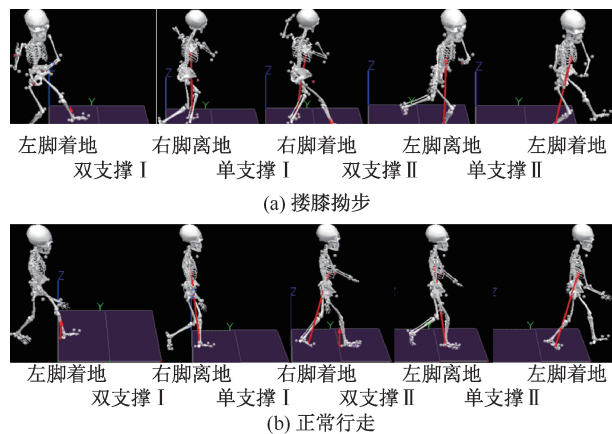 Z Y Z Y Z Y Z Y Z Y
左脚着地 右脚离地 右脚着地 左脚离地 左脚着地
双支撑Ⅰ 单支撑Ⅰ 双支撑Ⅱ 单支撑Ⅱ
(a) 搂膝拗步
Z Y Y Z Y Z Y Z Y
左脚着地 右脚离地 右脚着地 左脚离地 左脚着地
双支撑Ⅰ 单支撑Ⅰ 双支撑Ⅱ 单支撑Ⅱ
(b) 正常行走